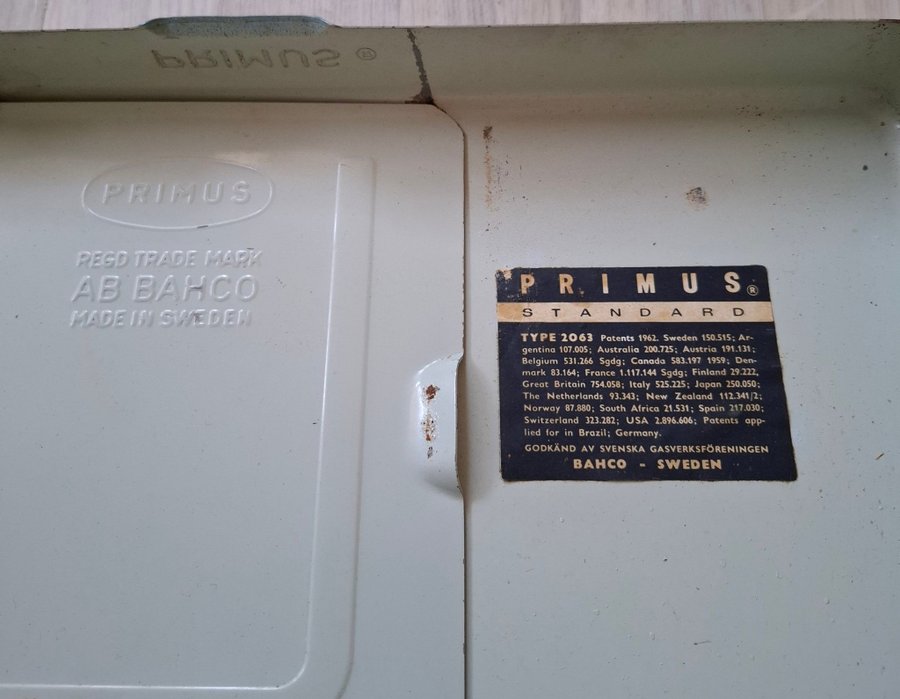 PRIMUS ®
PRIMUS
REGD TRADE MARK
AB BAHCO
MADE IN SWEDEN
PRIMUS®
STANDARD
TYPE 2063 Patents 1962. Sweden 150.515; Ar-
gentina 107.005; Australia 200.725; Austria 191.131;
Belgium 531.266 Sgdg; Canada 583.197 1959; Den-
mark 83.164; France 1.117.144 Sgdg; Finland 29.222,
Great Britain 754.058; Italy 525.225; Japan 250.050;
The Netherlands 93.343; New Zealand 112.341/2;
Norway 87.880; South Africa 21.531; Spain 217.030;
Switzerland 323.282; USA 2.896.606; Patents app-
lied for in Brazil; Germany.
GODKÄND AV SVENSKA GASVERKSFÖRENINGEN
BAHCO - SWEDEN